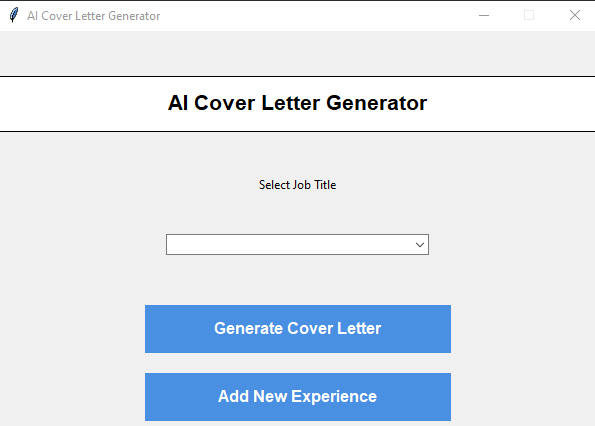 AI Cover Letter Generator
AI Cover Letter Generator
Select Job Title
Generate Cover Letter
Add New Experience